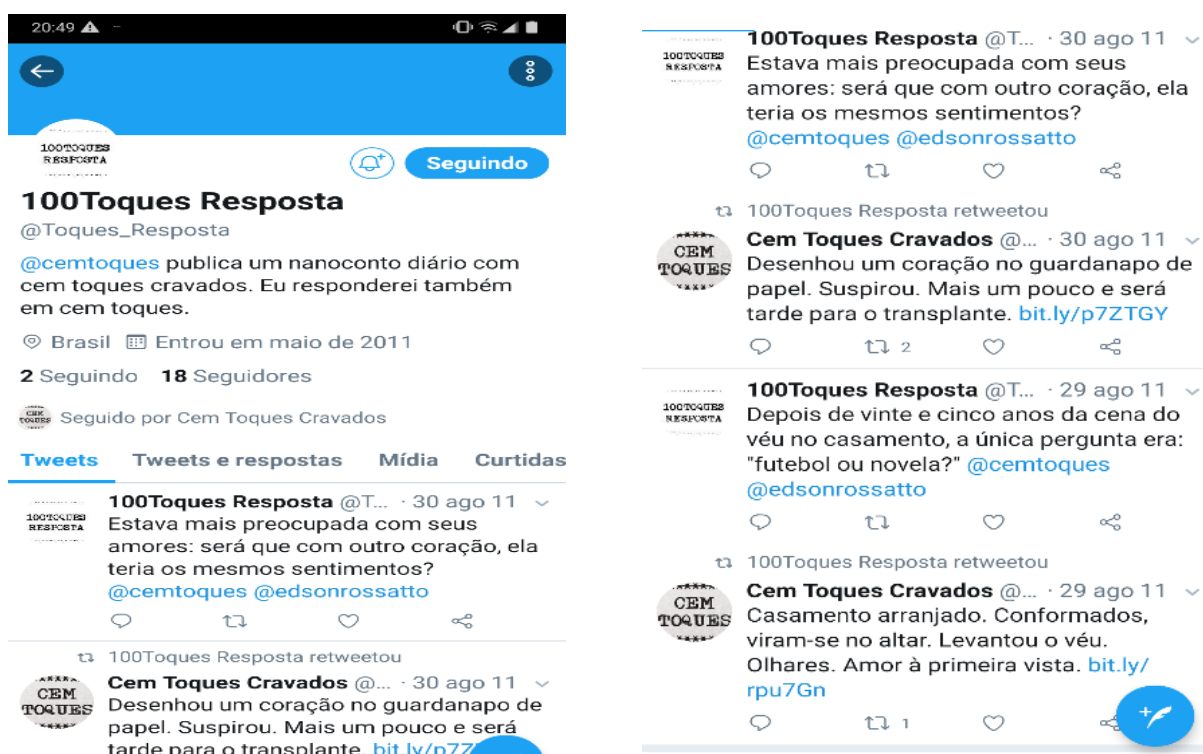 20:49
100TOQUES
RESPOSTA
Seguindo
100Toques Resposta
@Toques_Resposta
@cemtoques publica um nanoconto diário com
cem toques cravados. Eu responderei também
em cem toques.
Brasil Entrou em maio de 2011
2 Seguindo 18 Seguidores
CEM
TOQUES
Seguido por Cem Toques Cravados
Tweets Tweets e respostas Mídia Curtidas
100TOQUES
RESPOSTA
100Toques Resposta @T... · 30 ago 11
Estava mais preocupada com seus
amores: será que com outro coração, ela
teria os mesmos sentimentos?
@cemtoques @edsonrossatto
100Toques Resposta retweetou
CEM
TOQUES
Cem Toques Cravados @... · 30 ago 11
Desenhou um coração no guardanapo de
papel. Suspirou. Mais um pouco e será
tarde para o transplante. bit.ly/p7Z
100TOQUES
RESPOSTA
100Toques Resposta @T... · 30 ago 11
Estava mais preocupada com seus
amores: será que com outro coração, ela
teria os mesmos sentimentos?
@cemtoques @edsonrossatto
100Toques Resposta retweetou
CEM
TOQUES
Cem Toques Cravados @... · 30 ago 11
Desenhou um coração no guardanapo de
papel. Suspirou. Mais um pouco e será
tarde para o transplante. bit.ly/p7ZTGY
2
100TOQUES
RESPOSTA
100Toques Resposta @T... · 29 ago 11
Depois de vinte e cinco anos da cena do
véu no casamento, a única pergunta era:
"futebol ou novela?" @cemtoques
@edsonrossatto
100Toques Resposta retweetou
CEM
TOQUES
Cem Toques Cravados @... · 29 ago 11
Casamento arranjado. Conformados,
viram-se no altar. Levantou o véu.
Olhares. Amor à primeira vista. bit.ly/
rpu7Gn
1